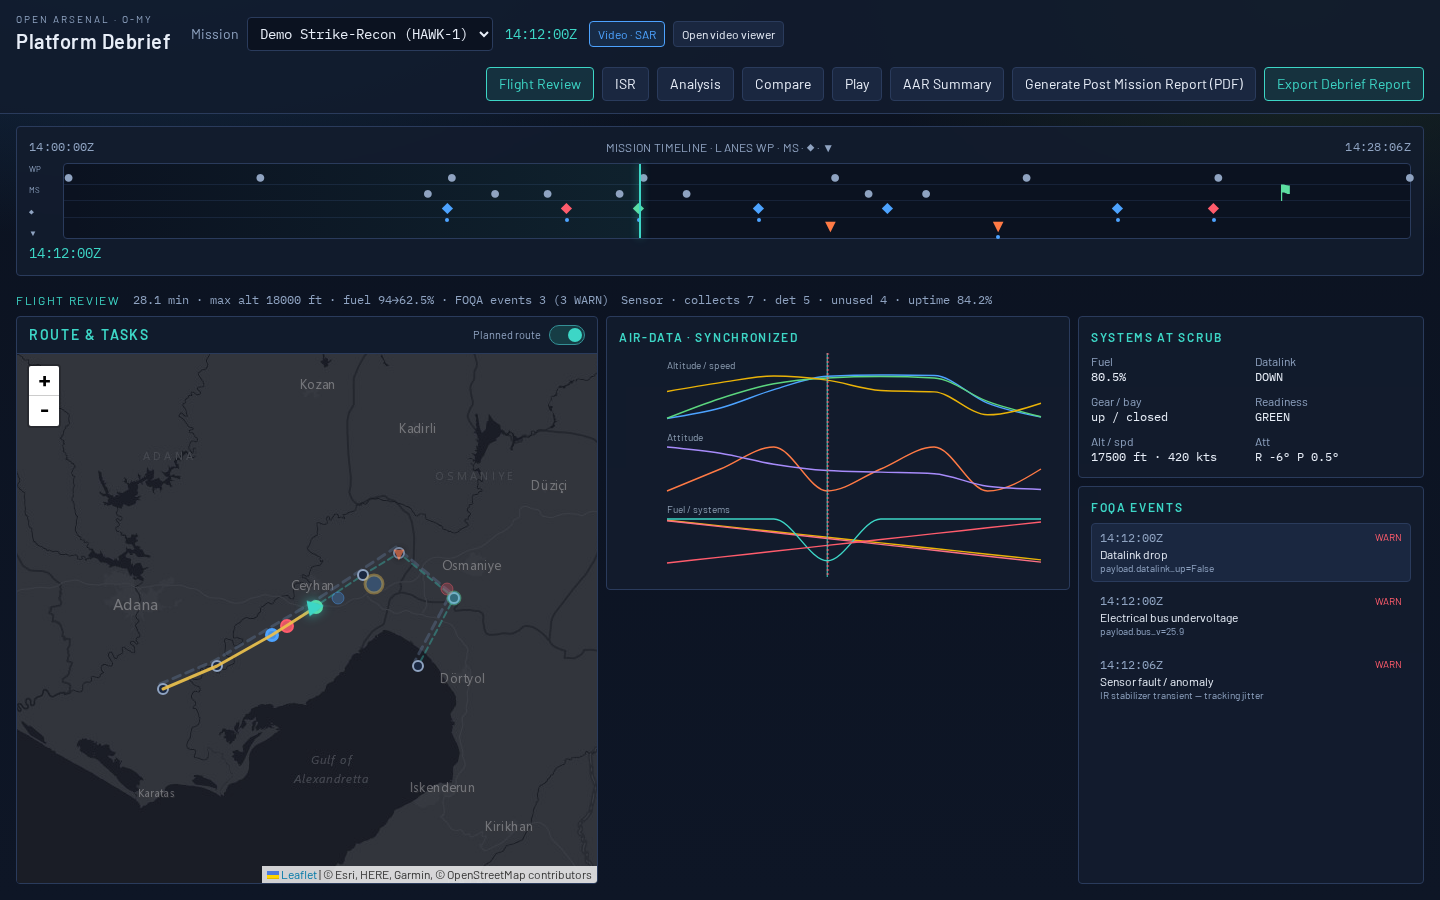 OPEN ARSENAL · O-MY
Platform Debrief
Mission
Demo Strike-Recon (HAWK-1)
14:12:00Z
Video · SAR
Open video viewer
Flight Review
ISR
Analysis
Compare
Play
AAR Summary
Generate Post Mission Report (PDF)
Export Debrief Report
14:00:00Z
MISSION TIMELINE · LANES WP · MS · ◆ · ▼
14:28:06Z
WP
MS
◆
▼
14:12:00Z
FLIGHT REVIEW
28.1 min · max alt 18000 ft · fuel 94→62.5% · FOQA events 3 (3 WARN)
Sensor · collects 7 · det 5 · unused 4 · uptime 84.2%
ROUTE & TASKS
Planned route
+
-
Kozan
Kadirli
ADANA
OSMANIYE
Düziçi
Osmaniye
Ceyhan
Adana
Dörtyol
Gulf of
Alexandretta
Iskenderun
Karatas
Kirikhan
Leaflet | © Esri, HERE, Garmin, © OpenStreetMap contributors
AIR-DATA · SYNCHRONIZED
Altitude / speed
Attitude
Fuel / systems
SYSTEMS AT SCRUB
Fuel
80.5%
Datalink
DOWN
Gear / bay
up / closed
Readiness
GREEN
Alt / spd
17500 ft · 420 kts
Att
R -6° P 0.5°
FOQA EVENTS
14:12:00Z
WARN
Datalink drop
payload.datalink_up=False
14:12:00Z
WARN
Electrical bus undervoltage
payload.bus_v=25.9
14:12:06Z
WARN
Sensor fault / anomaly
IR stabilizer transient — tracking jitter